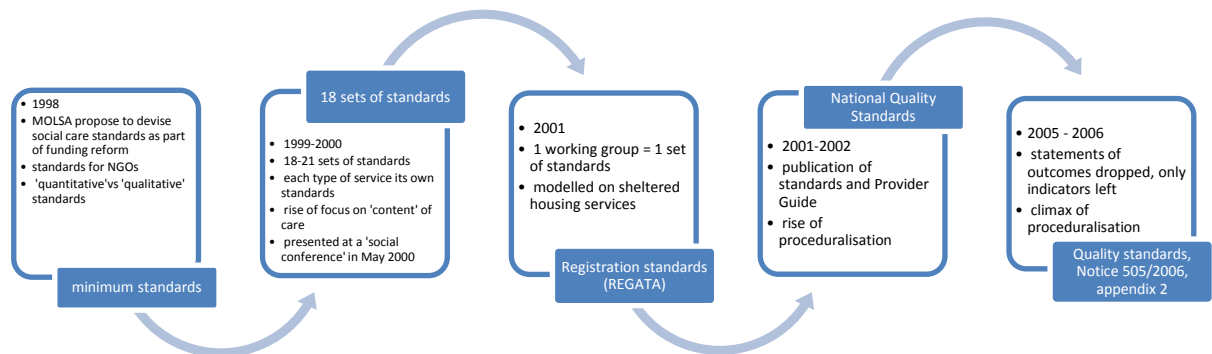 • 1998
• MOLSA propose to devise
social care standards as part
of funding reform
• standards for NGOs
• 'quantitative'vs 'qualitative'
standards
minimum standards
18 sets of standards
• 1999-2000
• 18-21 sets of standards
• each type of service its own
standards
• rise of focus on 'content' of
care
• presented at a 'social
conference' in May 2000
• 2001
• 1 working group = 1 set
of standards
• modelled on sheltered
housing services
Registration standards
(REGATA)
National Quality
Standards
• 2001-2002
• publication of
standards and Provider
Guide
• rise of
proceduralisation
• 2005 - 2006
• statements of
outcomes dropped, only
indicators left
• climax of
proceduralisation
Quality standards,
Notice 505/2006,
appendix 2